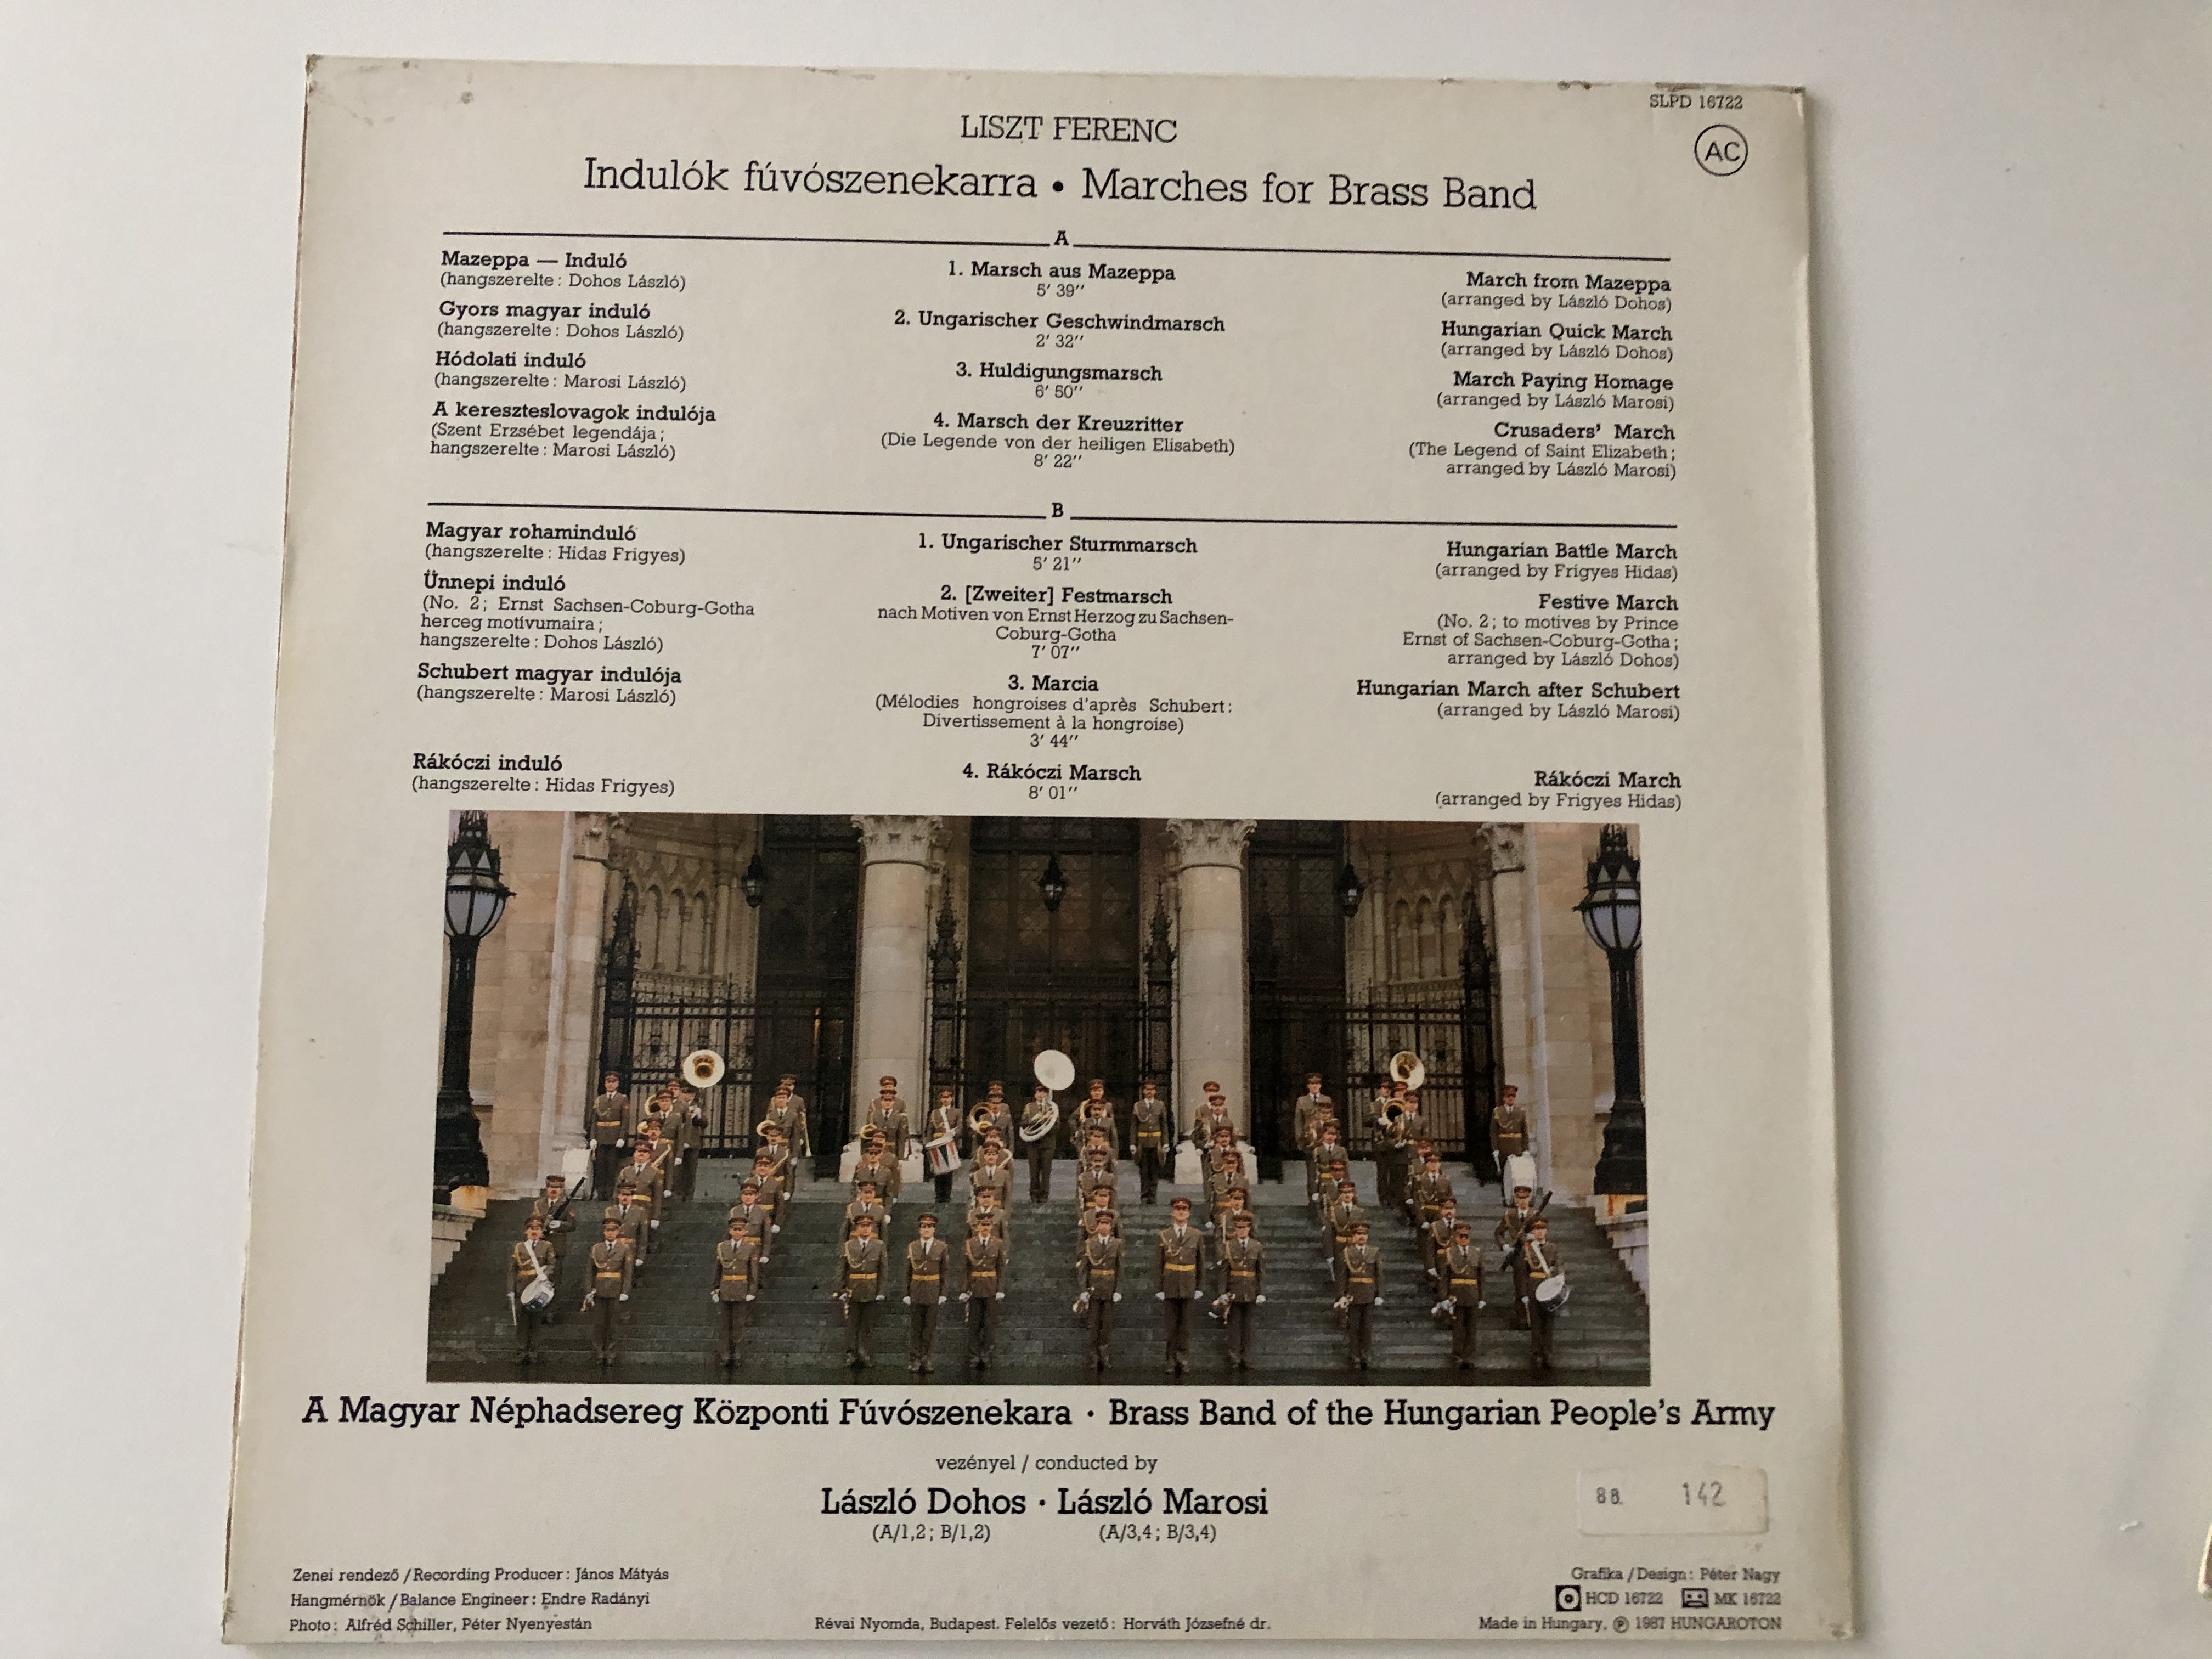 SLPD 16722
AC
LISZT FERENC
Indulók fúvószenekarra • Marches for Brass Band
A
Mazeppa — Induló
(hangszerelte: Dohos László)
Gyors magyar induló
(hangszerelte: Dohos László)
Hódolati induló
(hangszerelte: Marosi László)
A kereszteslovagok indulója
(Szent Erzsébet legendája;
hangszerelte: Marosi László)
1. Marsch aus Mazeppa
5′ 39′′
2. Ungarischer Geschwindmarsch
2′ 32′′
3. Huldigungsmarsch
6′ 50′′
4. Marsch der Kreuzritter
(Die Legende von der heiligen Elisabeth)
8′ 22′′
March from Mazeppa
(arranged by László Dohos)
Hungarian Quick March
(arranged by László Dohos)
March Paying Homage
(arranged by László Marosi)
Crusaders’ March
(The Legend of Saint Elizabeth;
arranged by László Marosi)
B
Magyar rohaminduló
(hangszerelte: Hidas Frigyes)
Ünnepi induló
(No. 2; Ernst Sachsen-Coburg-Gotha
herceg motívumaira;
hangszerelte: Dohos László)
Schubert magyar indulója
(hangszerelte: Marosi László)
Rákóczi induló
(hangszerelte: Hidas Frigyes)
1. Ungarischer Sturmmarsch
5′ 21′′
2. [Zweiter] Festmarsch
nach Motiven von Ernst Herzog zu Sachsen-
Coburg-Gotha
7′ 07′′
3. Marcia
(Mélodies hongroises d'après Schubert:
Divertissement à la hongroise)
3′ 44′′
4. Rákóczi Marsch
8′ 01′′
Hungarian Battle March
(arranged by Frigyes Hidas)
Festive March
(No. 2; to motives by Prince
Ernst of Sachsen-Coburg-Gotha;
arranged by László Dohos)
Hungarian March after Schubert
(arranged by László Marosi)
Rákóczi March
(arranged by Frigyes Hidas)
A Magyar Néphadsereg Központi Fúvószenekara · Brass Band of the Hungarian People's Army
vezényel / conducted by
László Dohos · László Marosi
(A/1,2; B/1,2) (A/3,4; B/3,4)
88. 142
Zenei rendező / Recording Producer: János Mátyás
Hangmérnök / Balance Engineer: Endre Radányi
Photo: Alfréd Schiller, Péter Nyenyestán
Révai Nyomda, Budapest. Felelős vezető: Horváth Józsefné dr.
Grafika / Design: Péter Nagy
HCD 16722 MK 16722
Made in Hungary, ℗ 1987 HUNGAROTON